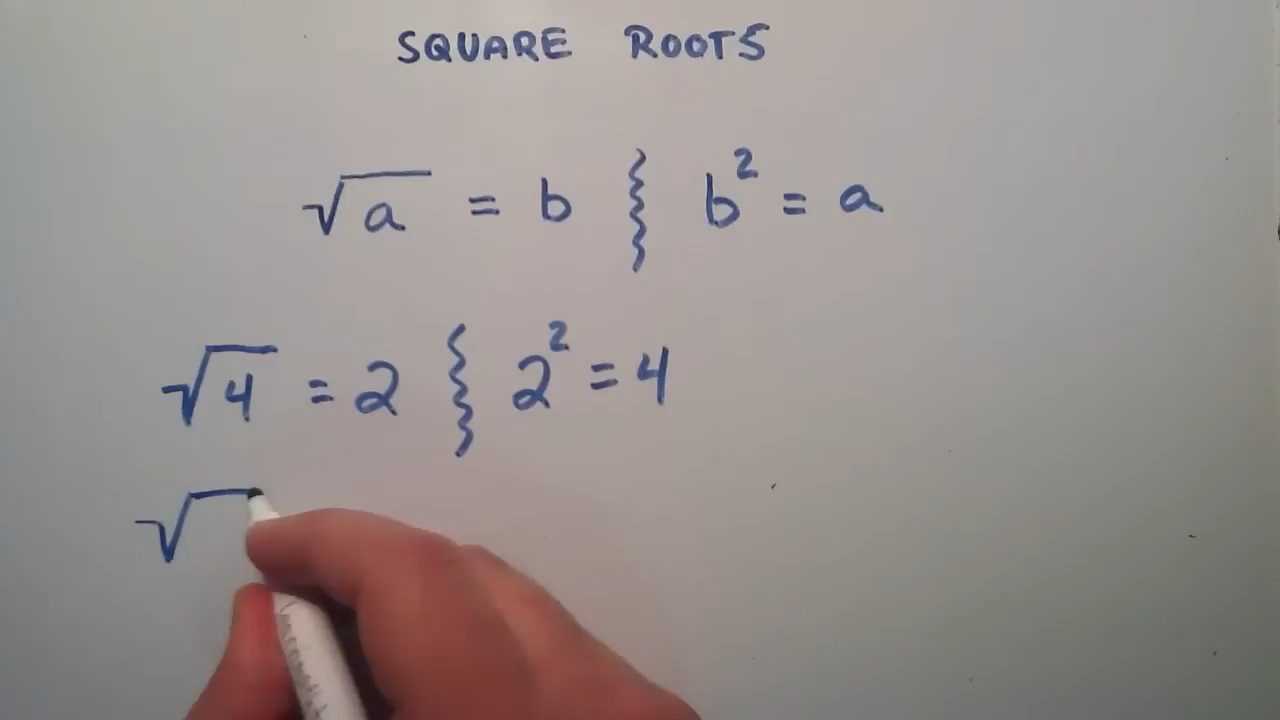 SQUARE ROOTS
√a = b } b² = a
√4 = 2 } 2² = 4
√